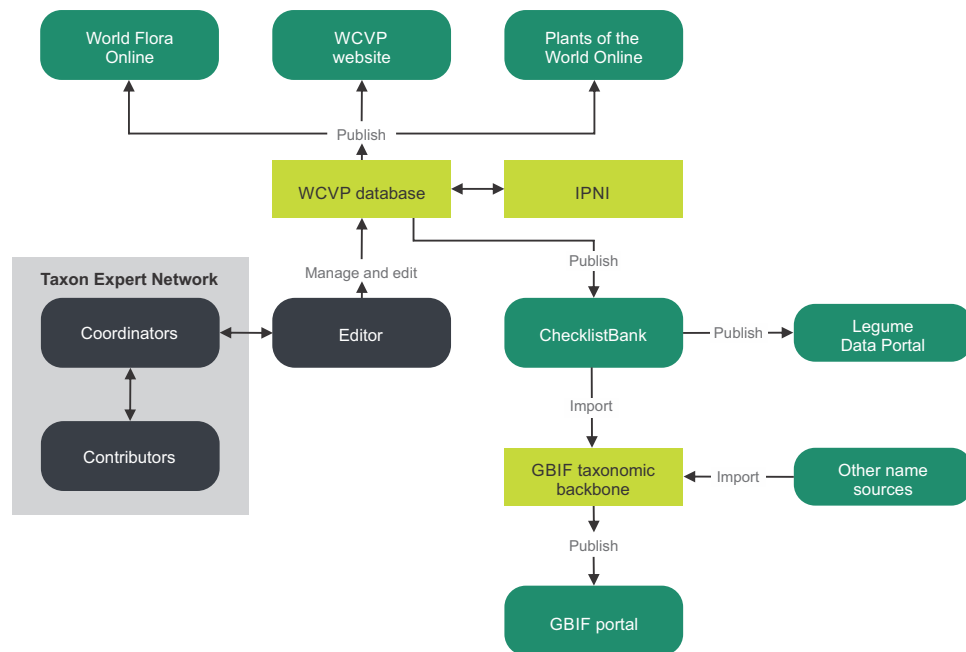 World Flora
Online
WCVP
website
Plants of the
World Online
Publish
WCVP database
IPNI
Manage and edit
Publish
Taxon Expert Network
Coordinators
Editor
ChecklistBank
Publish
Legume
Data Portal
Import
Contributors
GBIF taxonomic
backbone
Import
Other name
sources
Publish
GBIF portal